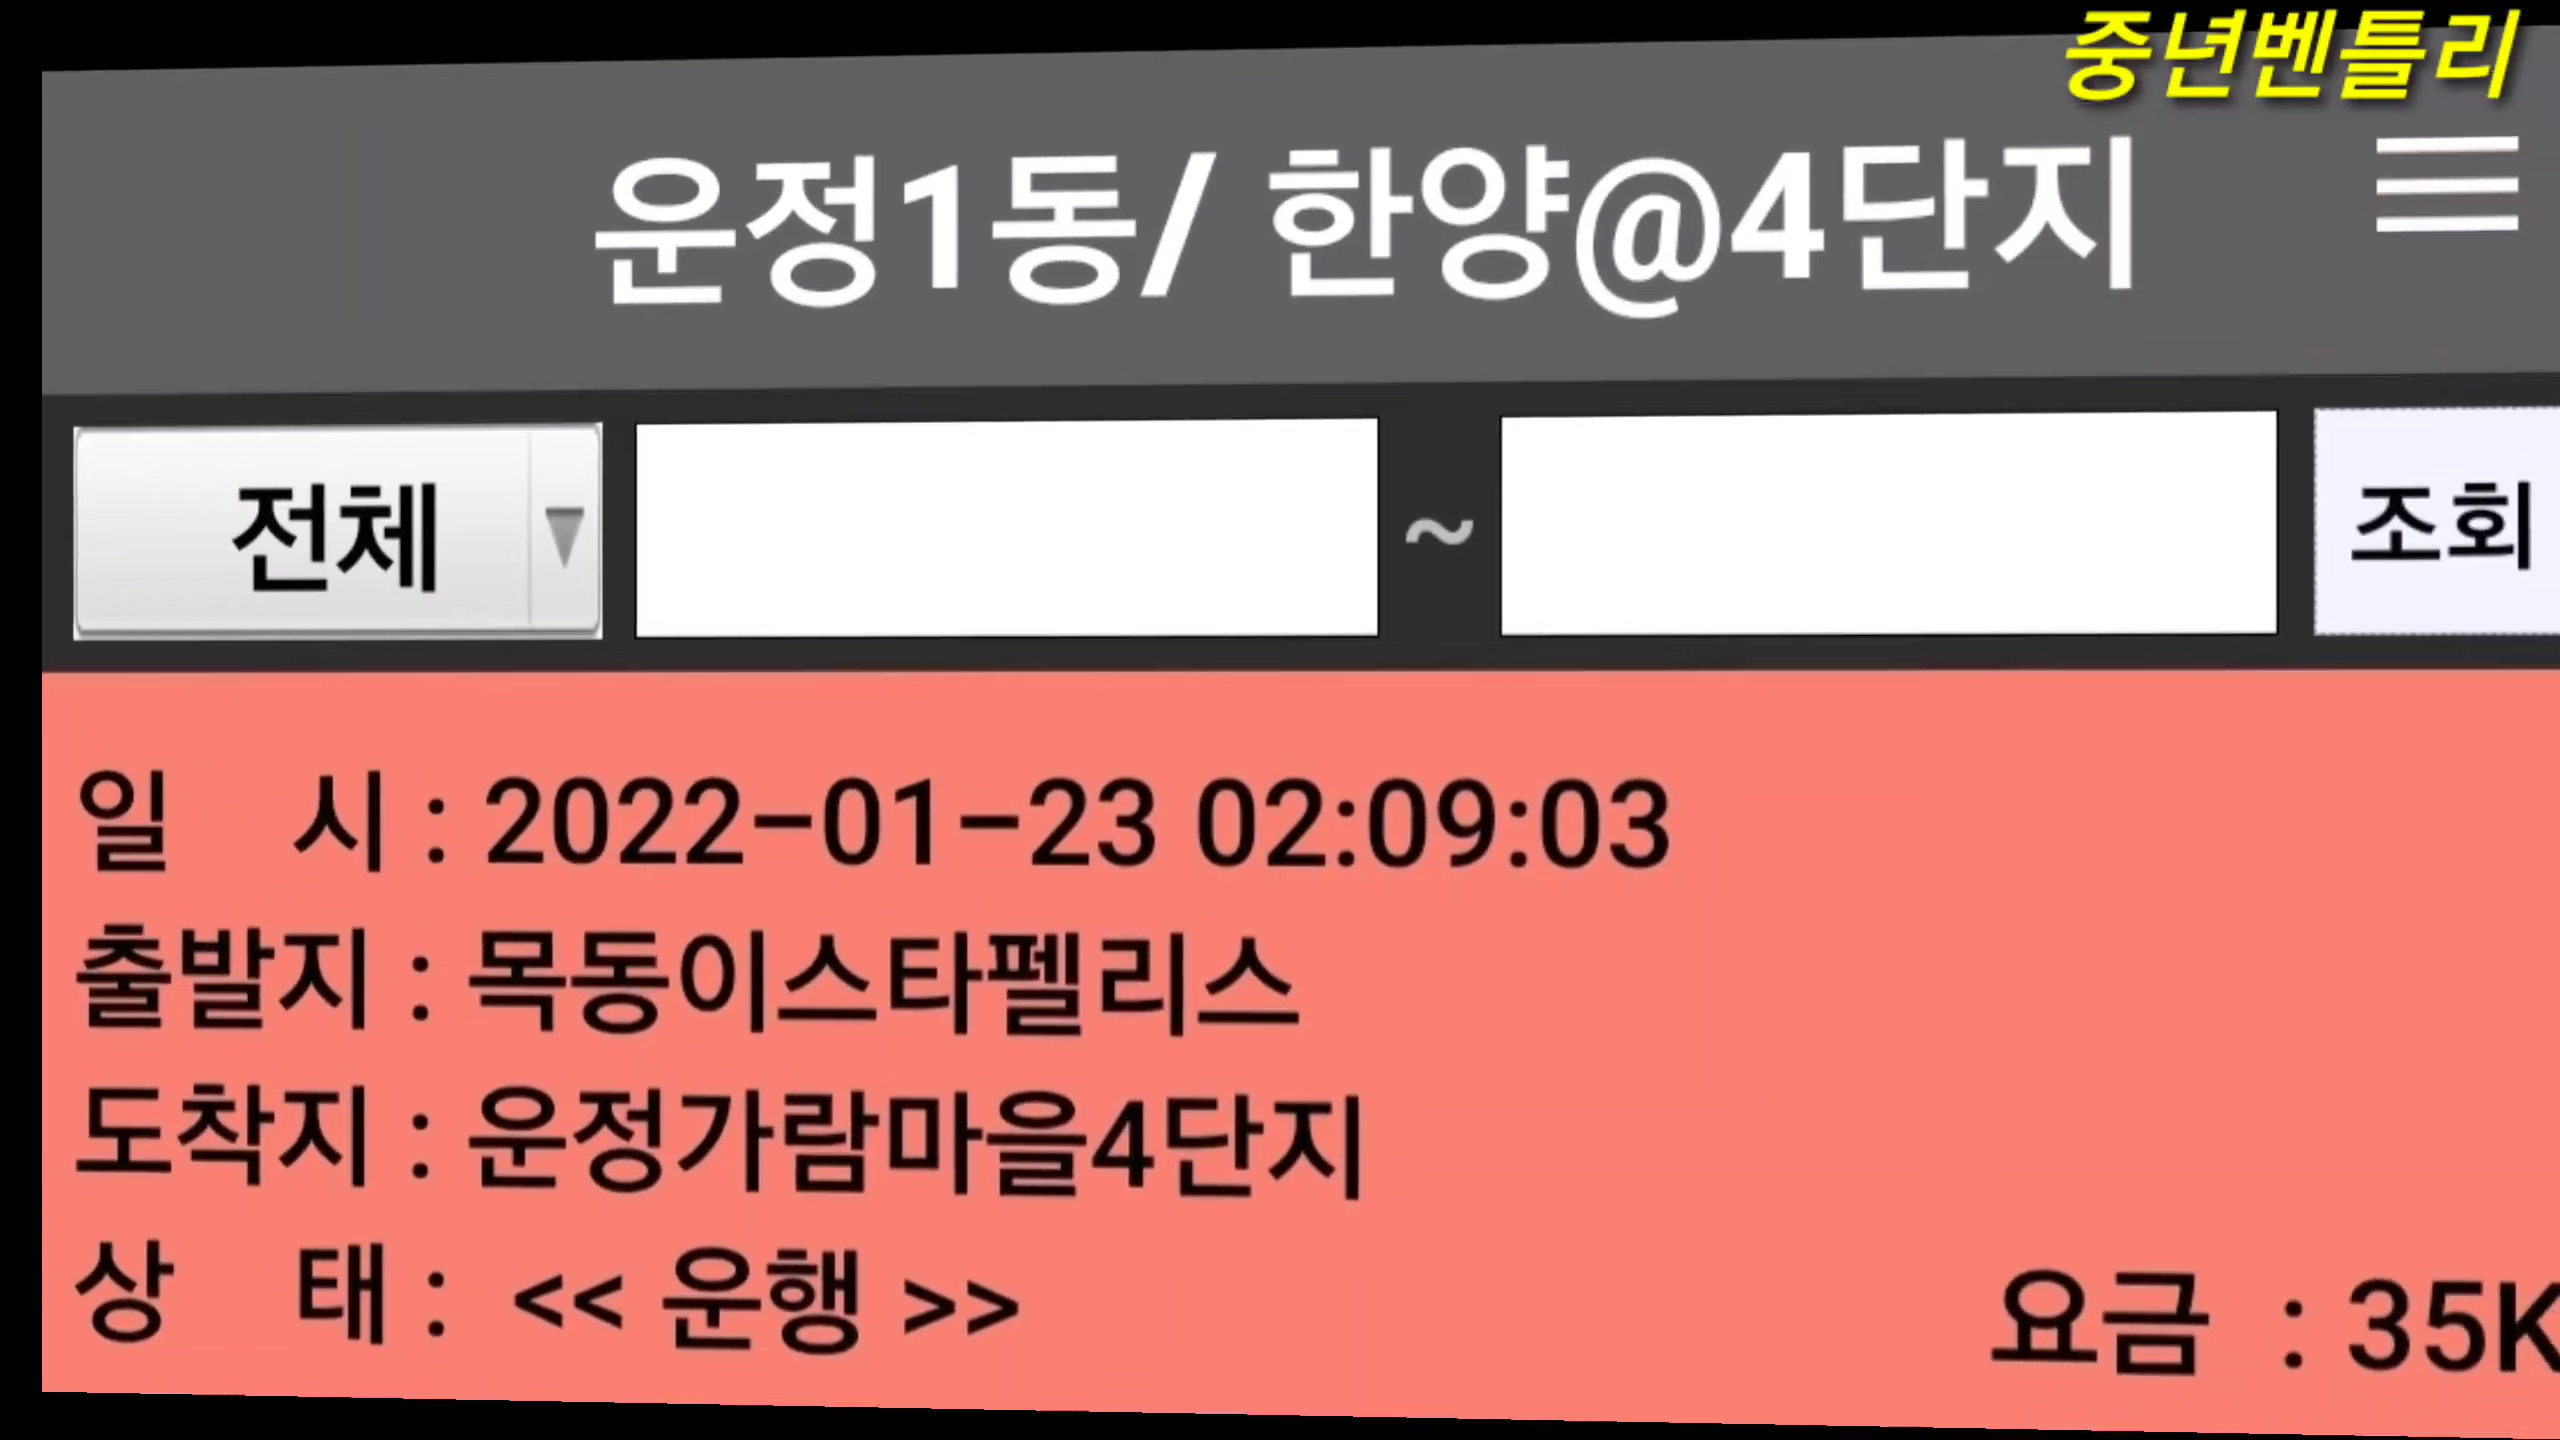 중년벤틀리
운정1동/ 한양@4단지
전체 ~ 조회
일 시 : 2022-01-23 02:09:03
출발지 : 목동이스타펠리스
도착지 : 운정가람마을4단지
상 태 : << 운행 >> 요금 : 35K